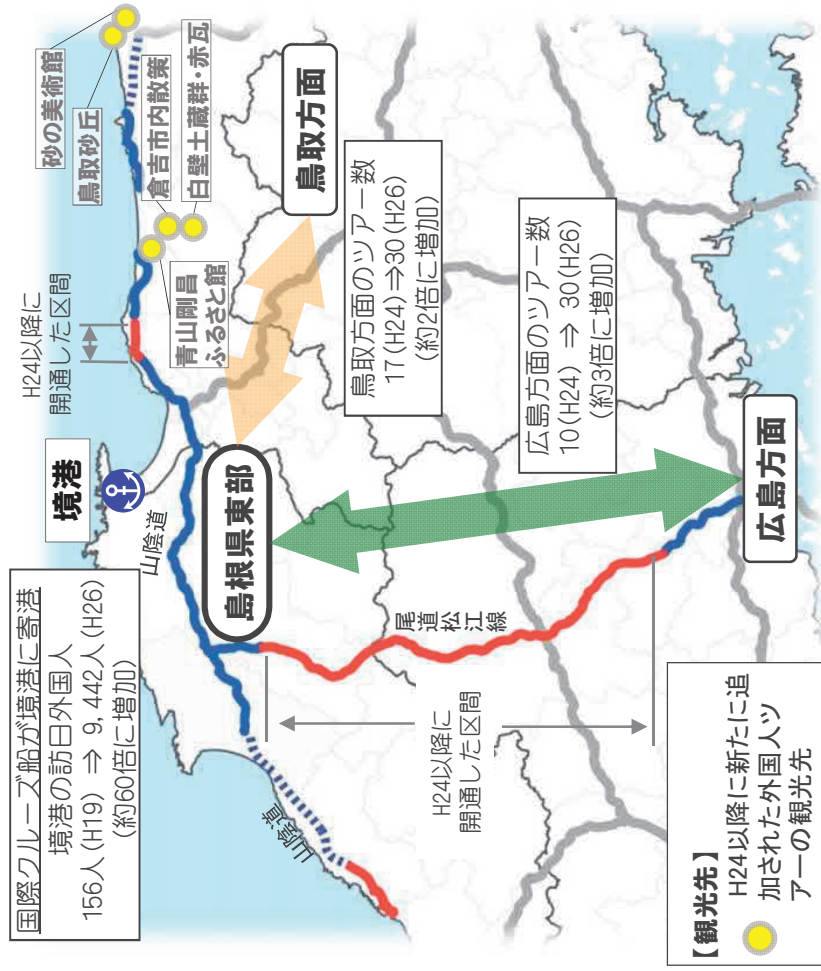 国際クルーズ船が境港に寄港
境港の訪日外国人
156人(H19) ⇒ 9,442人(H26)
(約60倍に増加)
境港
山陰道
H24以降に
開通した区間
砂の美術館
鳥取砂丘
倉吉市内散策
白壁土蔵群・赤瓦
青山剛昌
ふるさと館
島根県東部
鳥取方面
鳥取方面のツアー数
17(H24)⇒30(H26)
(約2倍に増加)
山陰道
尾道松江線
H24以降に
開通した区間
広島方面のツアー数
10(H24) ⇒ 30(H26)
(約3倍に増加)
広島方面
【観光先】
H24以降に新たに追
加された外国人ツ
アーの観光先